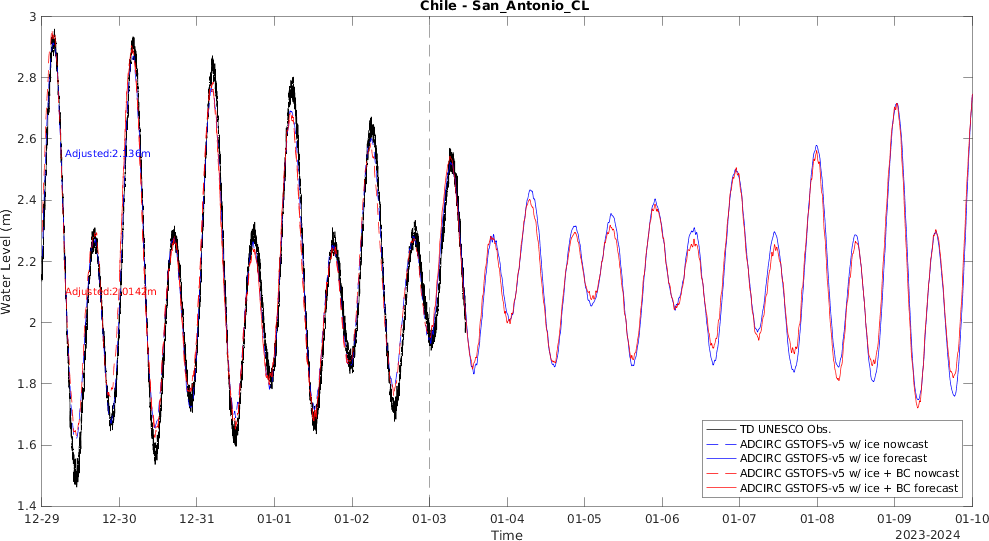 Chile - San_Antonio_CL
3
2.8
2.6
2.4
2.2
2
1.8
1.6
1.4
Water Level (m)
Adjusted:2.136m
Adjusted:2.0142m
TD UNESCO Obs.
ADCIRC GSTOFS-v5 w/ ice nowcast
ADCIRC GSTOFS-v5 w/ ice forecast
ADCIRC GSTOFS-v5 w/ ice + BC nowcast
ADCIRC GSTOFS-v5 w/ ice + BC forecast
12-29 12-30 12-31 01-01 01-02 01-03 01-04 01-05 01-06 01-07 01-08 01-09 01-10
Time
2023-2024